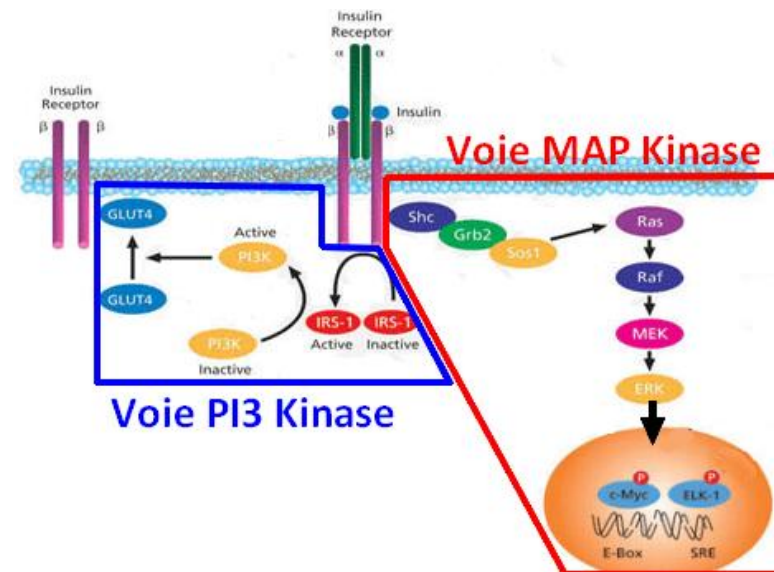 Insulin
Receptor
α α
Insulin
Receptor
β β
Insulin
β β
Voie MAP Kinase
GLUT4
Active
PI3K
GLUT4
PI3K
Inactive
IRS-1
Active
IRS-1
Inactive
Voie PI3 Kinase
Shc
Grb2
Sos1
Ras
Raf
MEK
ERK
P
c-Myc
P
ELK-1
E-Box
SRE